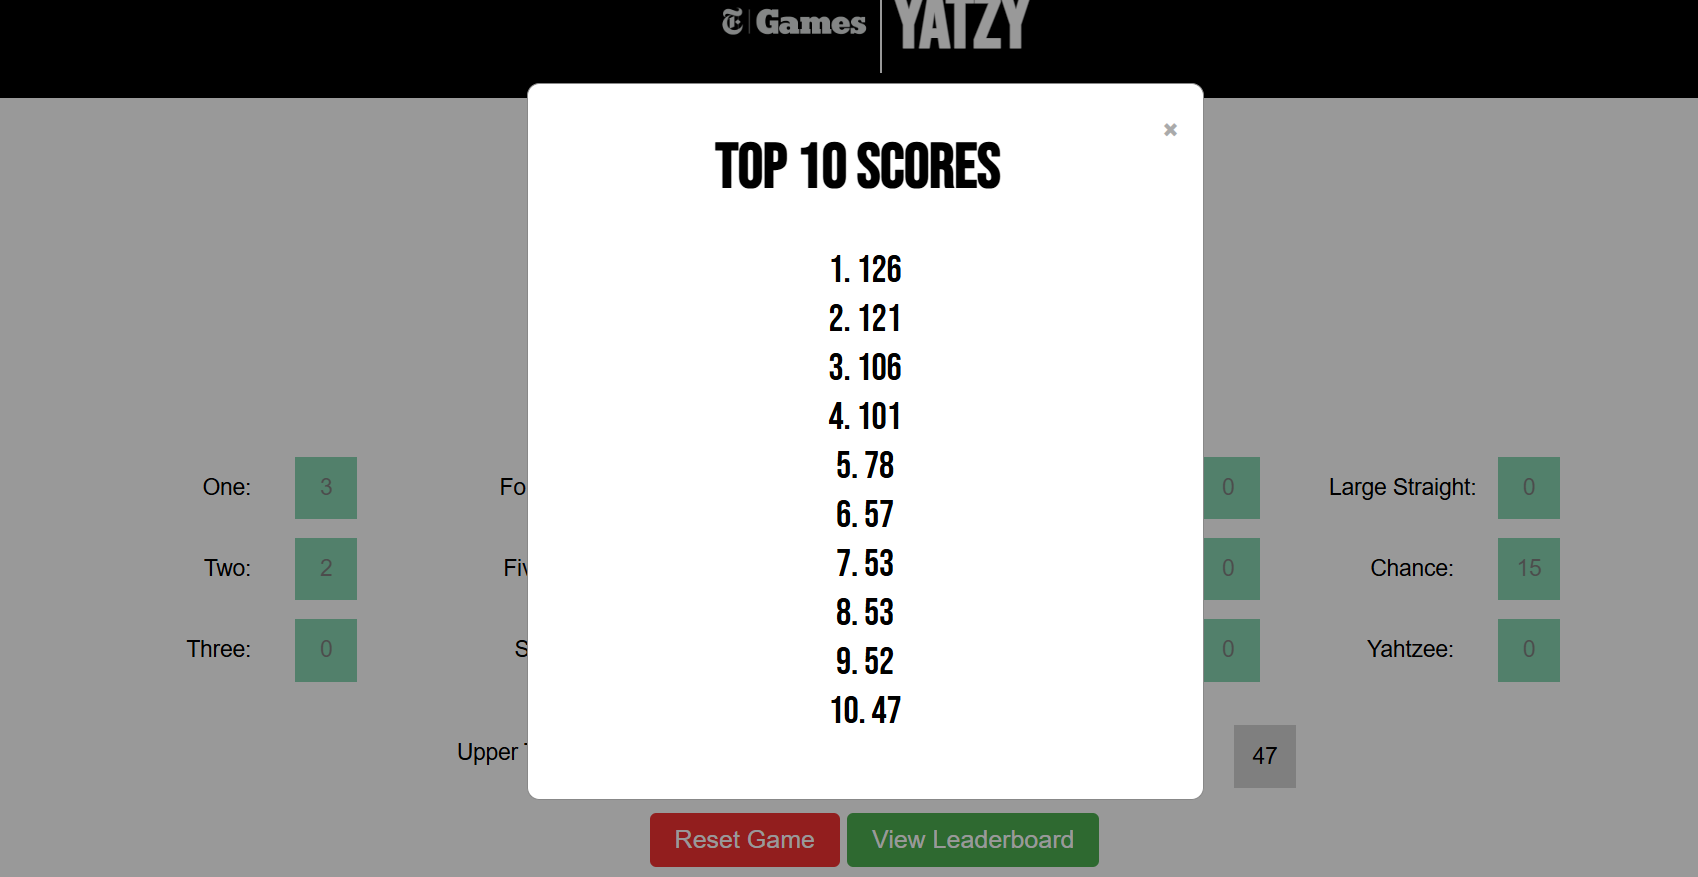 Games YATZY
TOP 10 SCORES
1. 126
2. 121
3. 106
4. 101
5. 78
6. 57
7. 53
8. 53
9. 52
10. 47
One: 3 0 Large Straight: 0
Two: 2 0 Chance: 15
Three: 0 0 Yahtzee: 0
Upper 47
Reset Game View Leaderboard